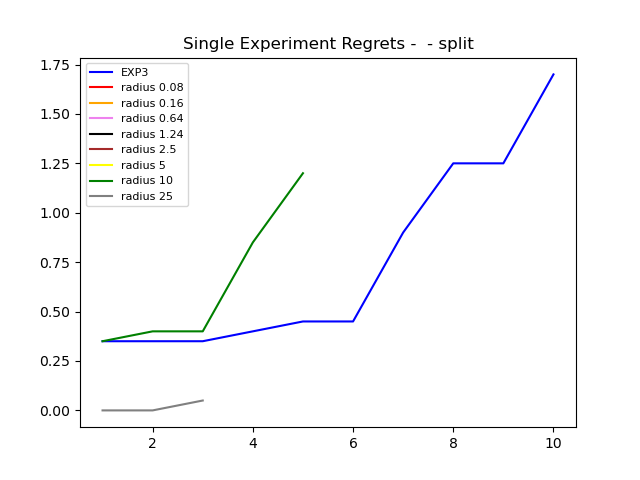 Single Experiment Regrets -  - split
1.75
1.50
1.25
1.00
0.75
0.50
0.25
0.00
EXP3
radius 0.08
radius 0.16
radius 0.64
radius 1.24
radius 2.5
radius 5
radius 10
radius 25
2 4 6 8 10